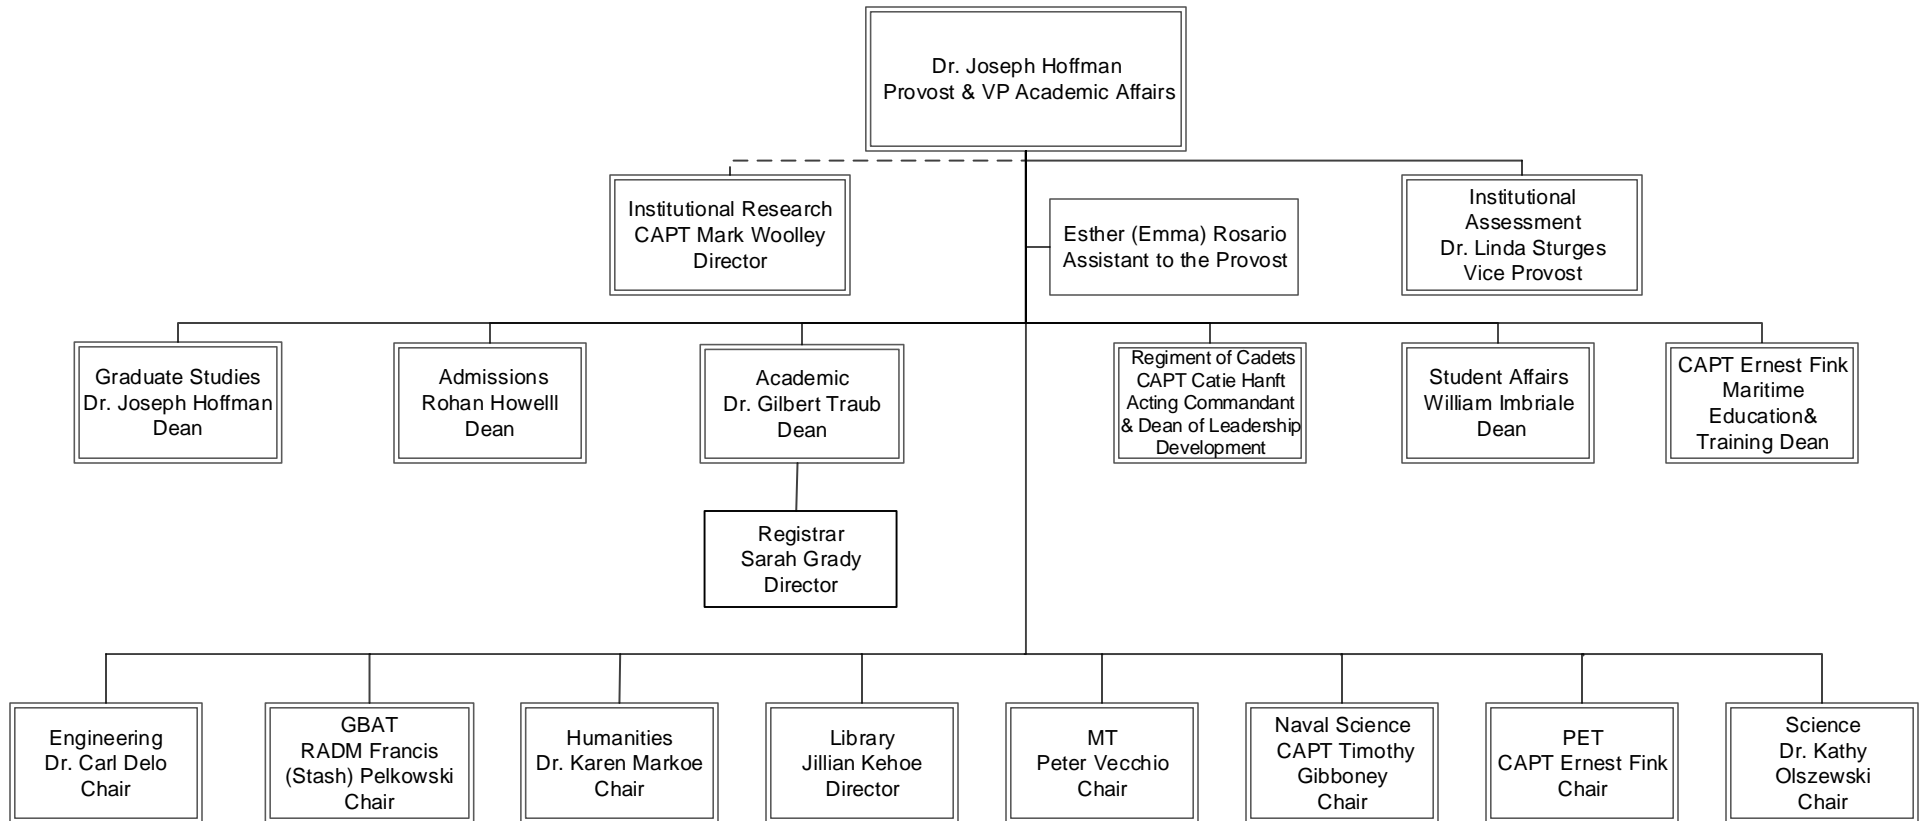 Dr. Joseph Hoffman
Provost & VP Academic Affairs
Institutional Research
CAPT Mark Woolley
Director
Esther (Emma) Rosario
Assistant to the Provost
Institutional
Assessment
Dr. Linda Sturges
Vice Provost
Graduate Studies
Dr. Joseph Hoffman
Dean
Admissions
Rohan Howelll
Dean
Academic
Dr. Gilbert Traub
Dean
Regiment of Cadets
CAPT Catie Hanft
Acting Commandant
& Dean of Leadership
Development
Student Affairs
William Imbriale
Dean
CAPT Ernest Fink
Maritime
Education&
Training Dean
Registrar
Sarah Grady
Director
Engineering
Dr. Carl Delo
Chair
GBAT
RADM Francis
(Stash) Pelkowski
Chair
Humanities
Dr. Karen Markoe
Chair
Library
Jillian Kehoe
Director
MT
Peter Vecchio
Chair
Naval Science
CAPT Timothy
Gibboney
Chair
PET
CAPT Ernest Fink
Chair
Science
Dr. Kathy
Olszewski
Chair